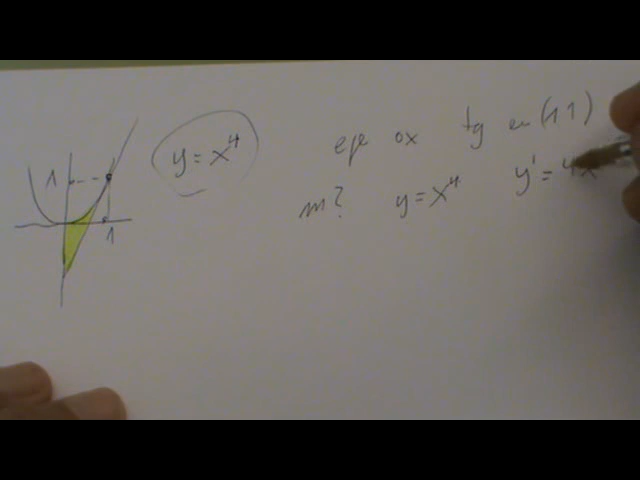 y = x⁴
eje ox tg en (1 1)
1
m? y = x⁴ y' = 4x
1